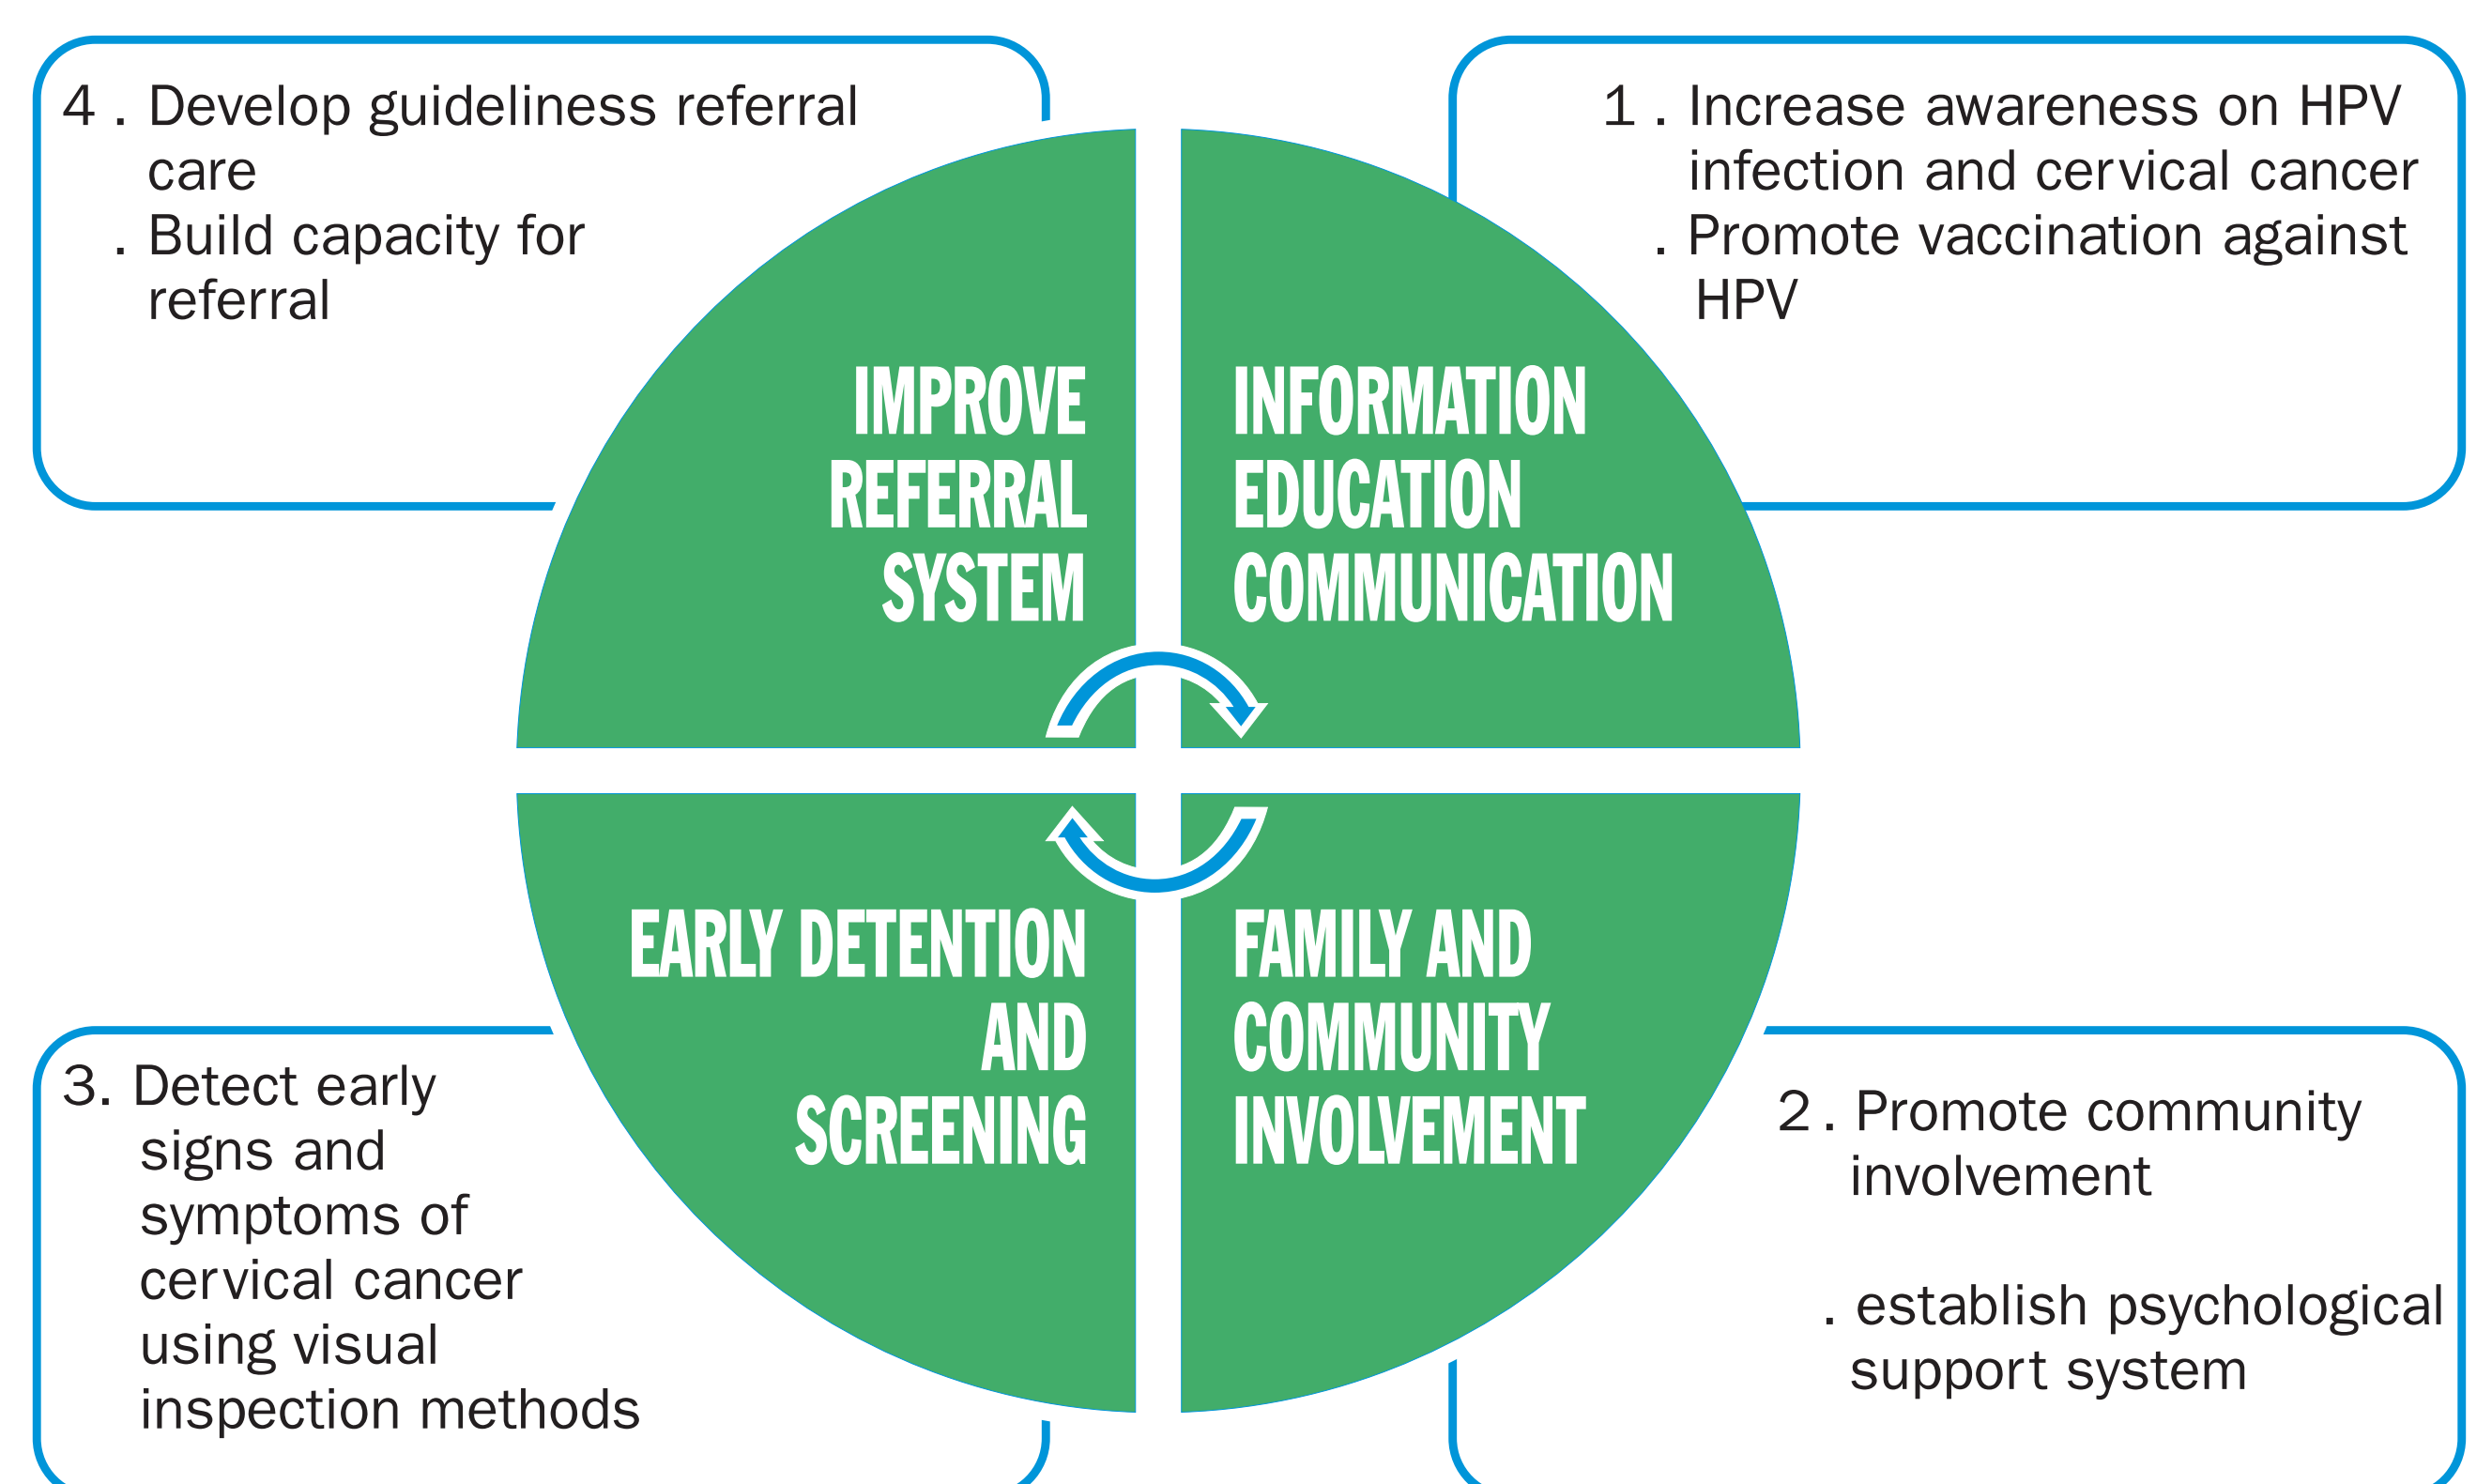 4 . Develop guidelines referral
care
. Build capacity for
referral
1 . Increase awareness on HPV
infection and cervical cancer
. Promote vaccination against
HPV
IMPROVE
REFERRAL
SYSTEM
INFORMATION
EDUCATION
COMMUNICATION
EARLY DETENTION
AND
SCREENING
FAMILY AND
COMMUNITY
INVOLVEMENT
3. Detect early
signs and
symptoms of
cervical cancer
using visual
inspection methods
2 . Promote community
involvement
. establish psychological
support system